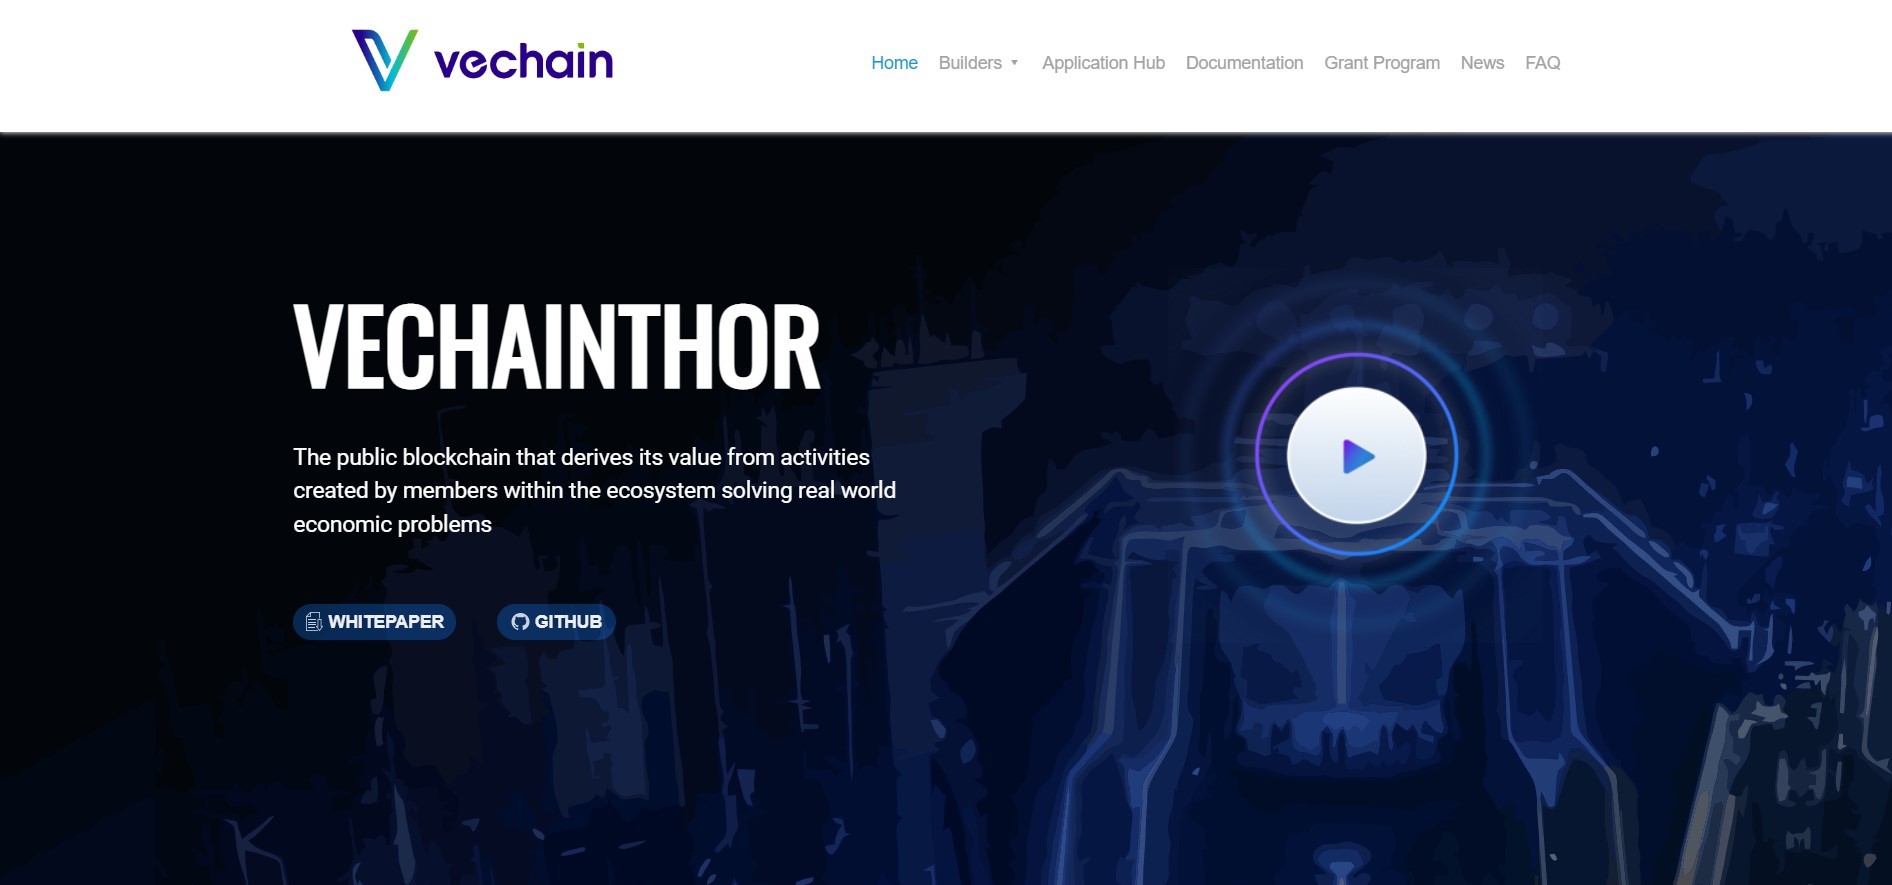 vechain
Home Builders Application Hub Documentation Grant Program News FAQ
VECHAINTHOR
The public blockchain that derives its value from activities
created by members within the ecosystem solving real world
economic problems
WHITEPAPER GITHUB